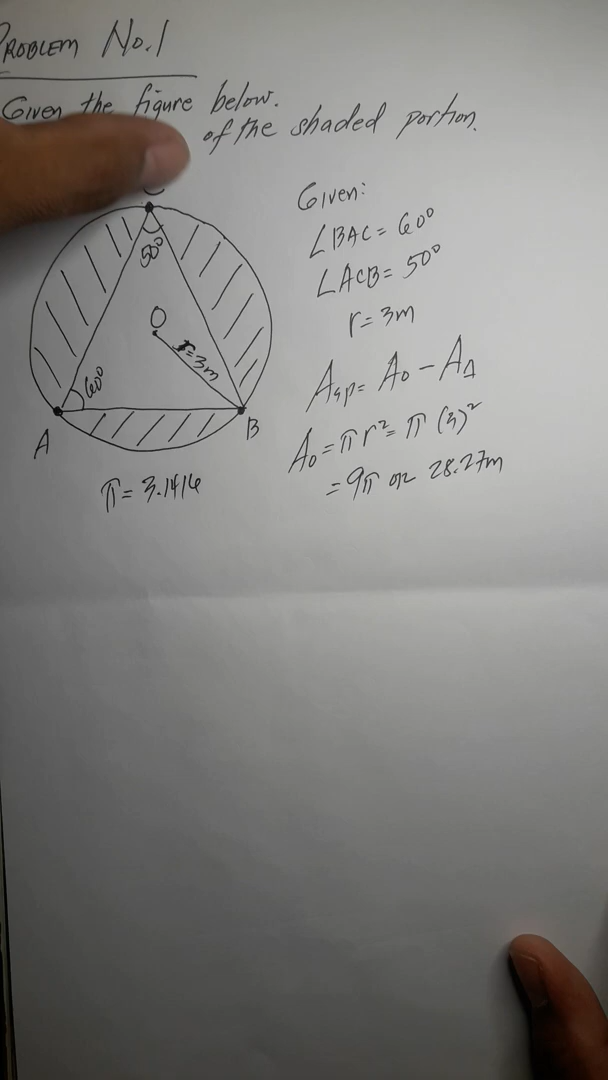 PROBLEM No. 1
Given the figure below.
of the shaded portion.
C
50°
O
r=3m
60°
A
B
π = 3.1416
Given:
∠BAC = 60°
∠ACB = 50°
r = 3m
Asp = Ao - A△
Ao = πr² = π (3)²
= 9π or 28.27m